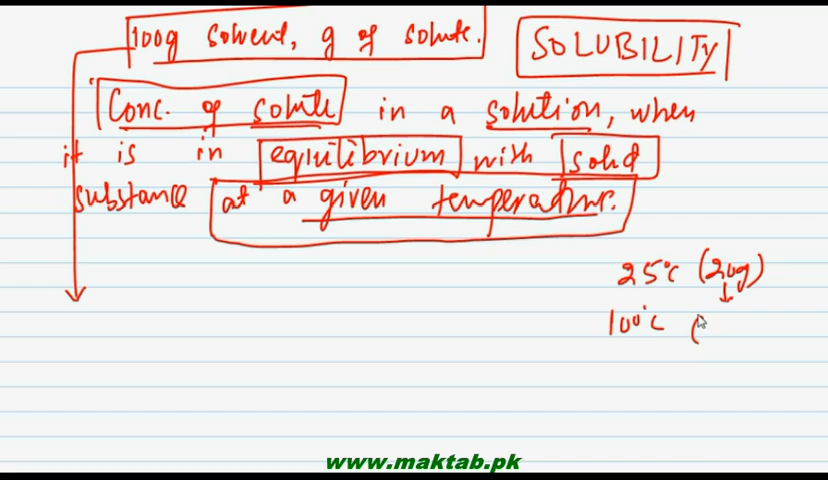 100g solvent, g of solute.
SOLUBILITY
Conc. of solute in a solution, when
it is in equilibrium with solid
substance at a given temperature.
25°C (20g)
100°C (
www.maktab.pk